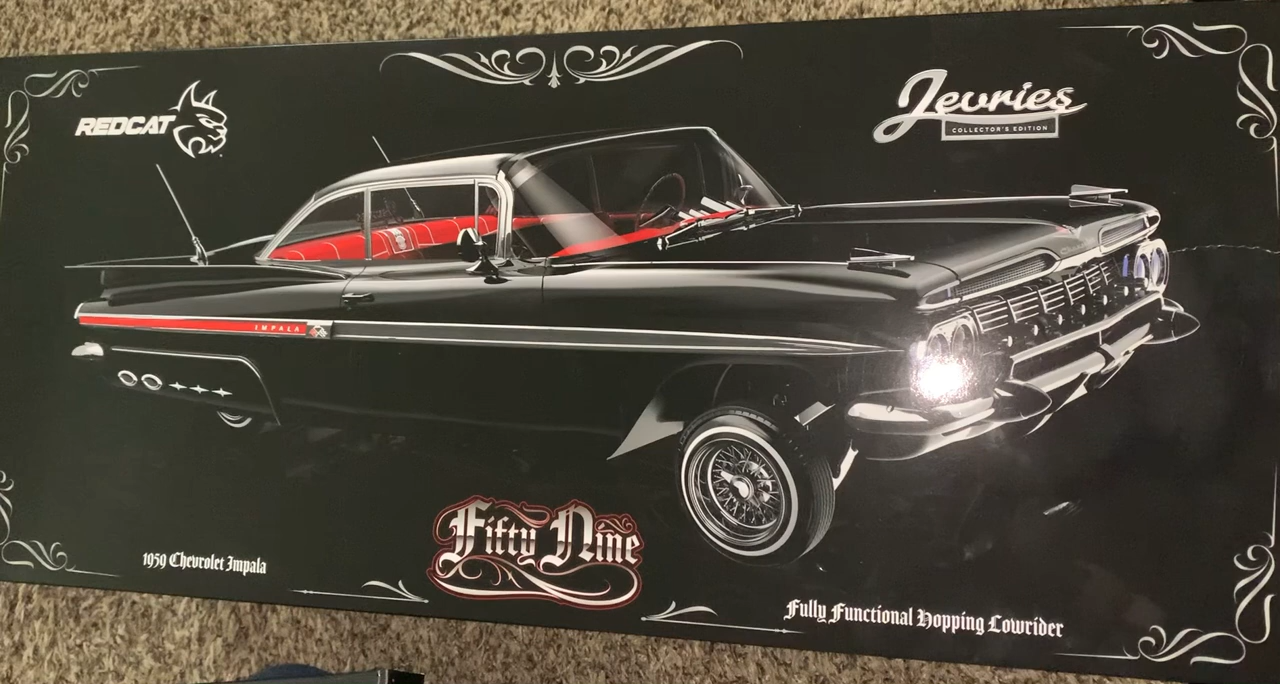 REDCAT
Jevries
COLLECTOR'S EDITION
IMPALA
Fifty Nine
1959 Chevrolet Impala
Fully Functional Hopping Lowrider